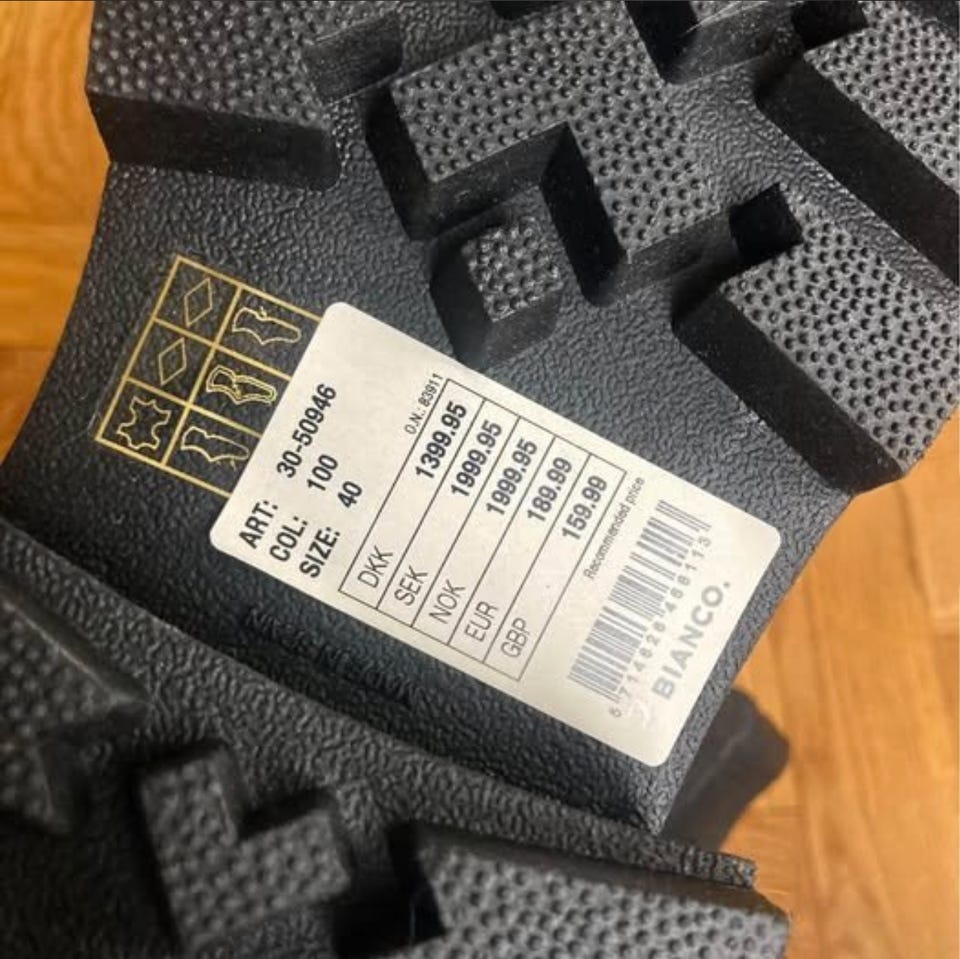 ART: 30-50946
COL: 100
SIZE: 40
O.N.: 83911
DKK 1399.95
SEK 1999.95
NOK 1999.95
EUR 189.99
GBP 159.99
Recommended price
BIANCO.